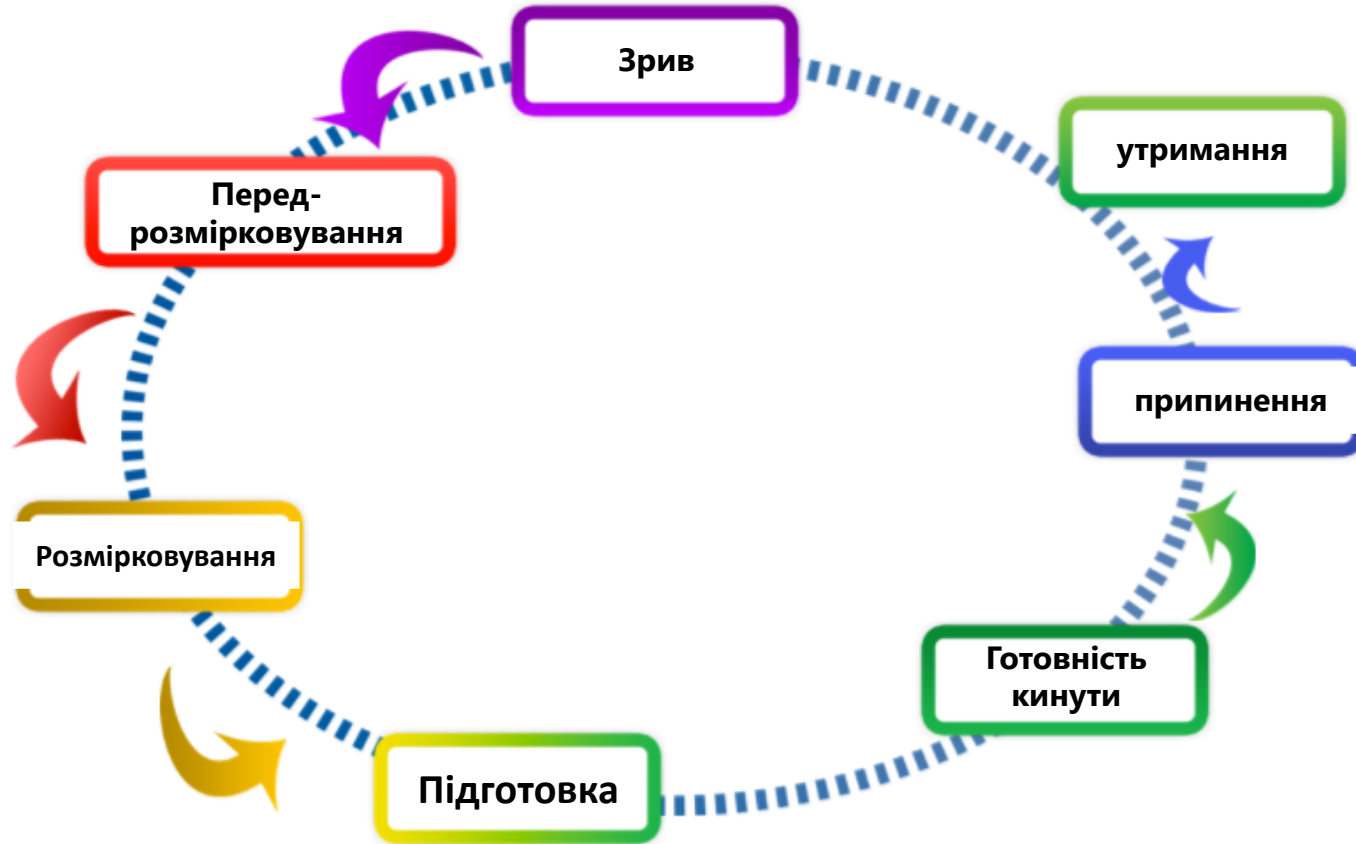 Зрив
утримання
Перед-
розмірковування
припинення
Розмірковування
Готовність
кинути
Підготовка